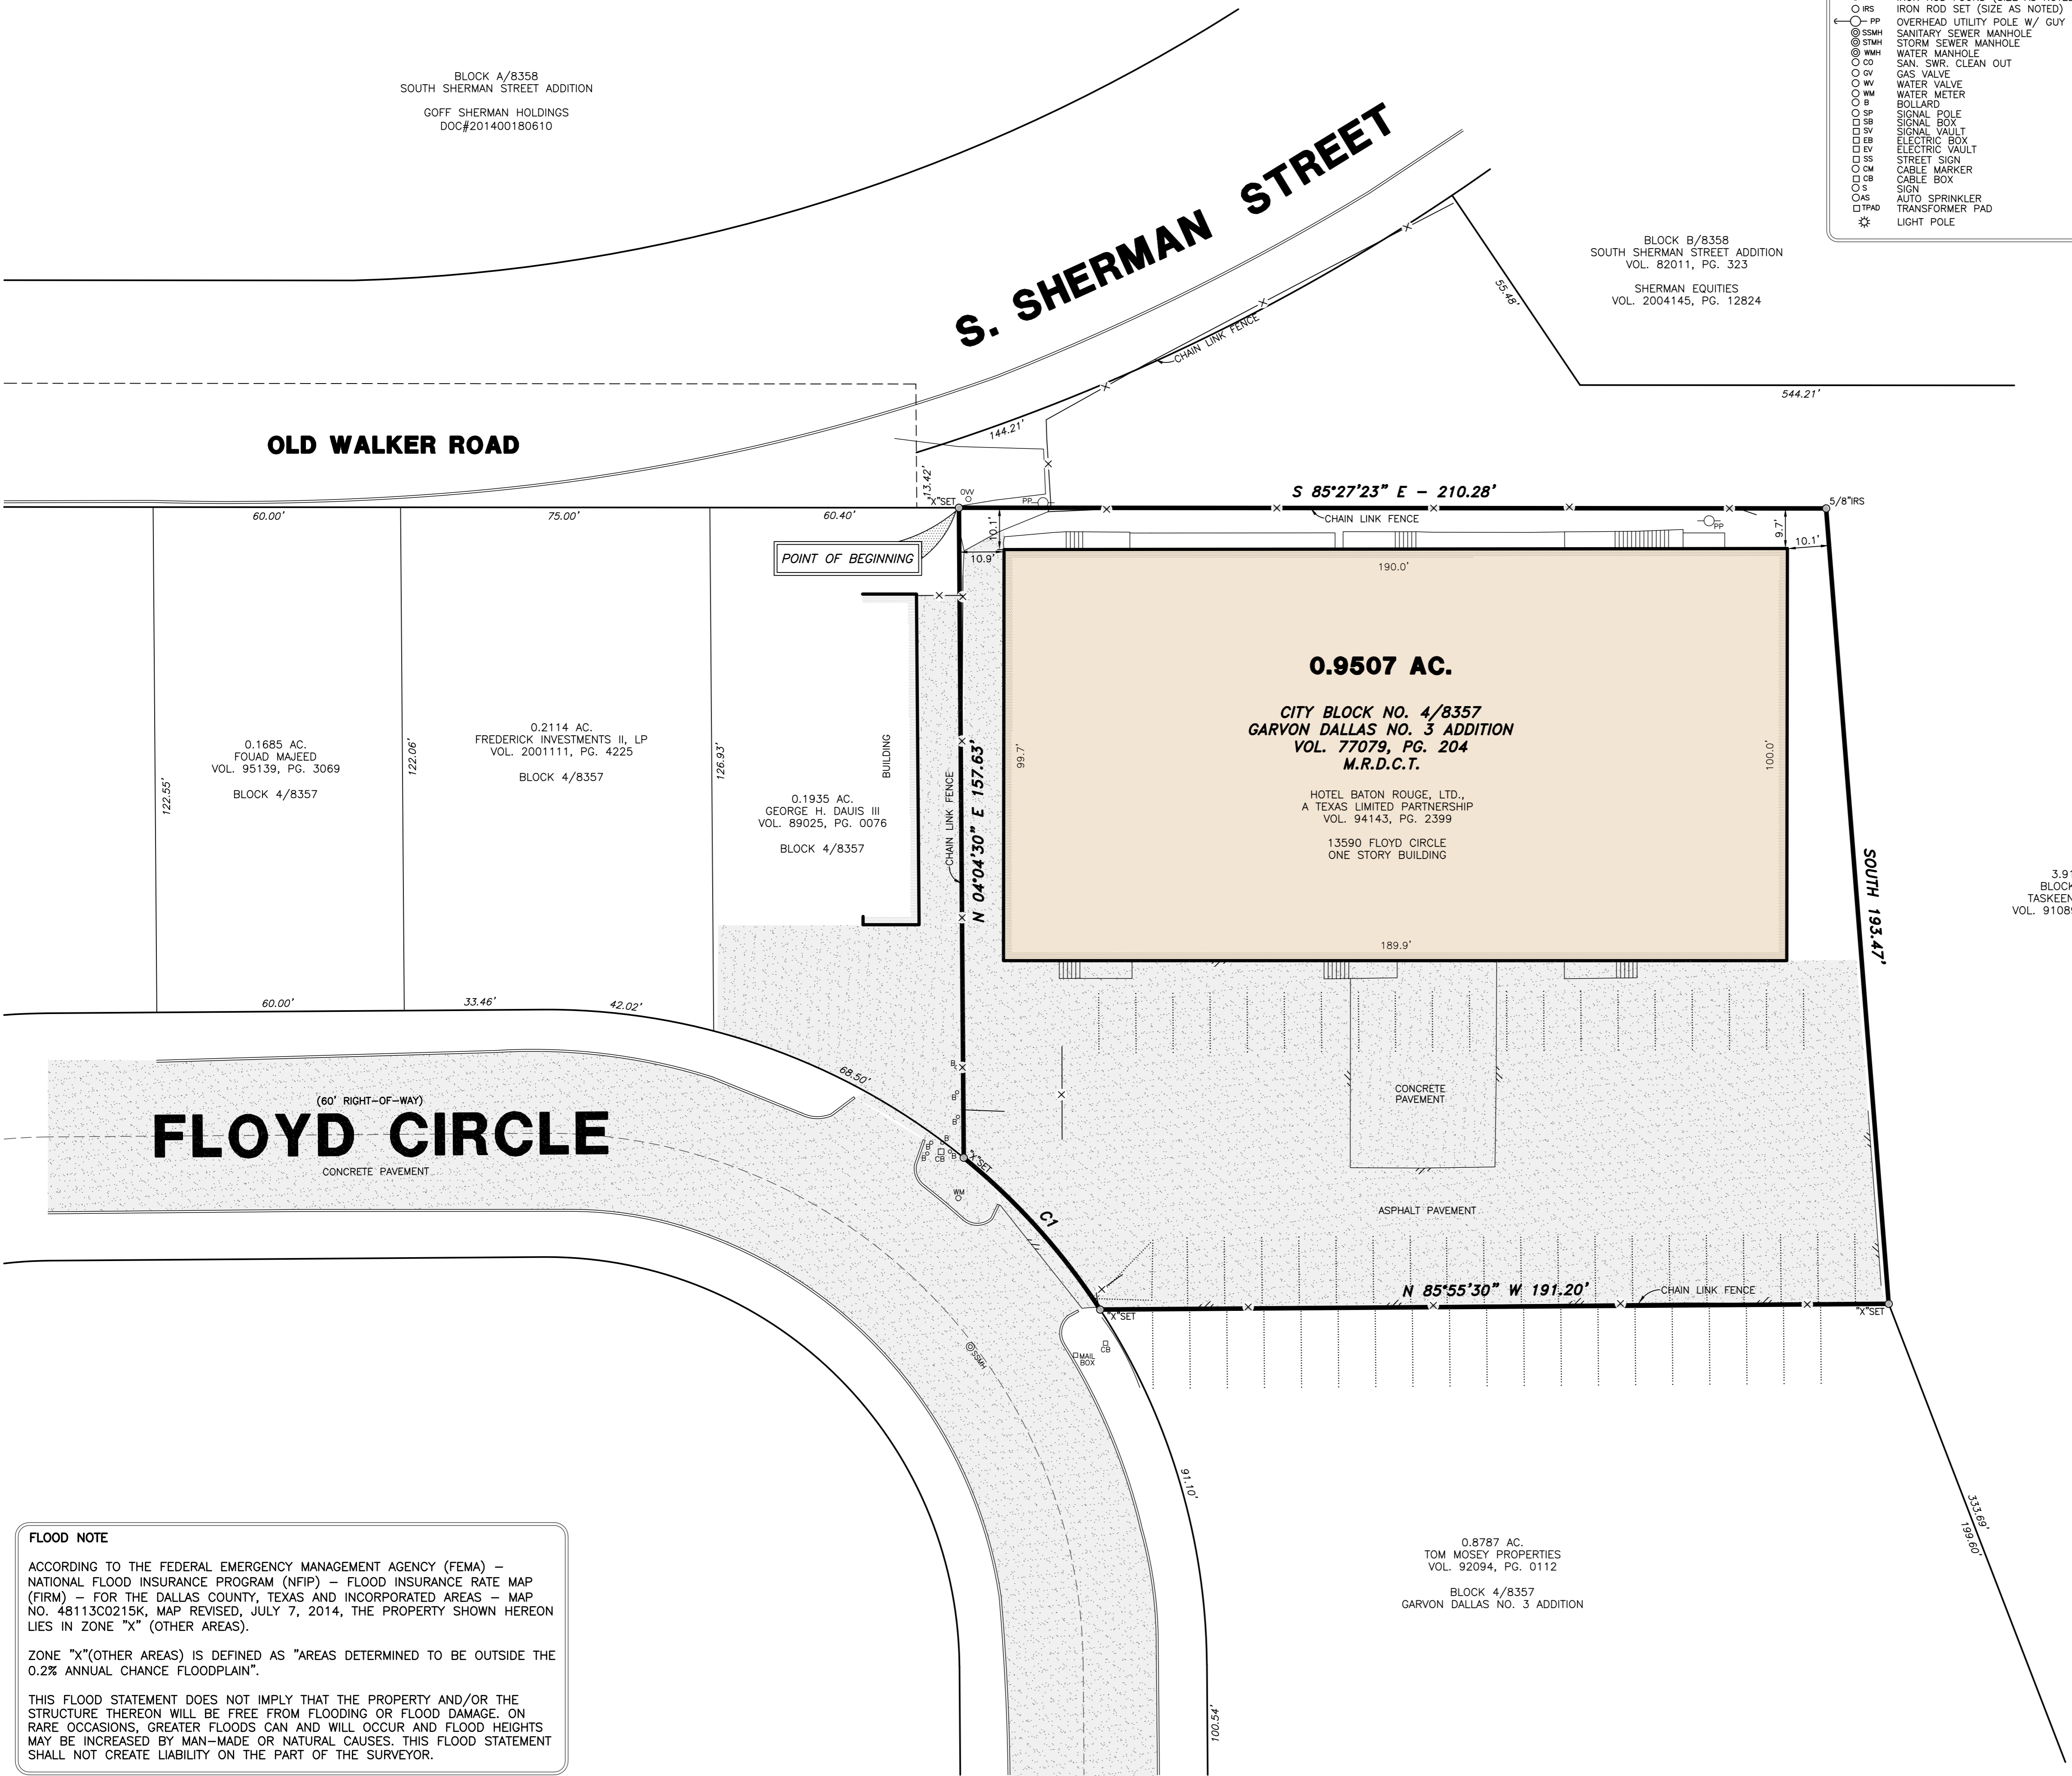 IRS IRON ROD SET (SIZE AS NOTED)
PP OVERHEAD UTILITY POLE W/ GUY
SSMH SANITARY SEWER MANHOLE
STMH STORM SEWER MANHOLE
WMH WATER MANHOLE
CO SAN. SWR. CLEAN OUT
GV GAS VALVE
WV WATER VALVE
WM WATER METER
B BOLLARD
SP SIGNAL POLE
SB SIGNAL BOX
SV SIGNAL VAULT
EB ELECTRIC BOX
EV ELECTRIC VAULT
SS STREET SIGN
CM CABLE MARKER
CB CABLE BOX
S SIGN
AS AUTO SPRINKLER
TPAD TRANSFORMER PAD
LIGHT POLE
BLOCK A/8358
SOUTH SHERMAN STREET ADDITION
GOFF SHERMAN HOLDINGS
DOC#201400180610
S. SHERMAN STREET
BLOCK B/8358
SOUTH SHERMAN STREET ADDITION
VOL. 82011, PG. 323
SHERMAN EQUITIES
VOL. 2004145, PG. 12824
55.48'
544.21'
CHAIN LINK FENCE
144.21'
OLD WALKER ROAD
13.42'
"X"SET
PP
S 85°27'23" E - 210.28'
5/8"IRS
60.00'
75.00'
60.40'
CHAIN LINK FENCE
PP
10.1'
9.7'
10.1'
POINT OF BEGINNING
10.9'
190.0'
0.9507 AC.
CITY BLOCK NO. 4/8357
GARVON DALLAS NO. 3 ADDITION
VOL. 77079, PG. 204
M.R.D.C.T.
HOTEL BATON ROUGE, LTD.,
A TEXAS LIMITED PARTNERSHIP
VOL. 94143, PG. 2399
13590 FLOYD CIRCLE
ONE STORY BUILDING
99.7'
100.0'
189.9'
122.55'
0.1685 AC.
FOUAD MAJEED
VOL. 95139, PG. 3069
BLOCK 4/8357
122.06'
0.2114 AC.
FREDERICK INVESTMENTS II, LP
VOL. 2001111, PG. 4225
BLOCK 4/8357
126.93'
0.1935 AC.
GEORGE H. DAUIS III
VOL. 89025, PG. 0076
BLOCK 4/8357
BUILDING
CHAIN LINK FENCE
N 04°04'30" E 157.63'
SOUTH 193.47'
3.91
BLOCK
TASKEEN
VOL. 9108
60.00'
33.46'
42.02'
68.50'
(60' RIGHT-OF-WAY)
FLOYD CIRCLE
CONCRETE PAVEMENT
B
B
B
B
B
B
CB
B
"X"SET
WM
C1
CONCRETE
PAVEMENT
ASPHALT PAVEMENT
N 85°55'30" W 191.20'
CHAIN LINK FENCE
"X"SET
"X"SET
CB
MAIL
BOX
SSMH
91.10'
100.54'
333.69'
199.60'
0.8787 AC.
TOM MOSEY PROPERTIES
VOL. 92094, PG. 0112
BLOCK 4/8357
GARVON DALLAS NO. 3 ADDITION
FLOOD NOTE
ACCORDING TO THE FEDERAL EMERGENCY MANAGEMENT AGENCY (FEMA) -
NATIONAL FLOOD INSURANCE PROGRAM (NFIP) - FLOOD INSURANCE RATE MAP
(FIRM) - FOR THE DALLAS COUNTY, TEXAS AND INCORPORATED AREAS - MAP
NO. 48113C0215K, MAP REVISED, JULY 7, 2014, THE PROPERTY SHOWN HEREON
LIES IN ZONE "X" (OTHER AREAS).
ZONE "X"(OTHER AREAS) IS DEFINED AS "AREAS DETERMINED TO BE OUTSIDE THE
0.2% ANNUAL CHANCE FLOODPLAIN".
THIS FLOOD STATEMENT DOES NOT IMPLY THAT THE PROPERTY AND/OR THE
STRUCTURE THEREON WILL BE FREE FROM FLOODING OR FLOOD DAMAGE. ON
RARE OCCASIONS, GREATER FLOODS CAN AND WILL OCCUR AND FLOOD HEIGHTS
MAY BE INCREASED BY MAN-MADE OR NATURAL CAUSES. THIS FLOOD STATEMENT
SHALL NOT CREATE LIABILITY ON THE PART OF THE SURVEYOR.